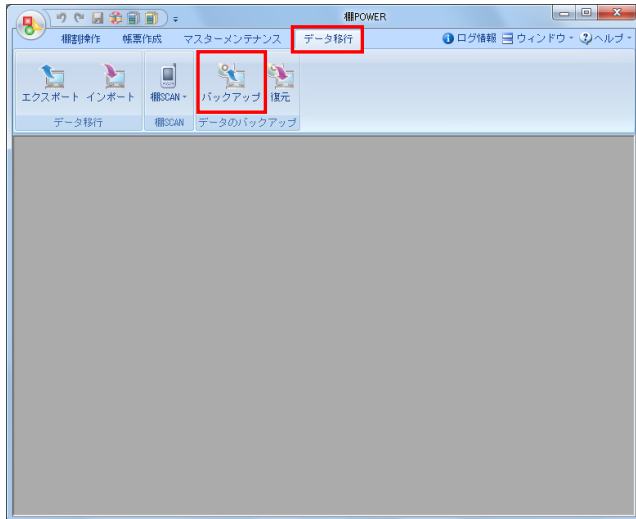 棚POWER
棚割操作 帳票作成 マスターメンテナンス データ移行 ログ情報 ウィンドウ ヘルプ
エクスポート インポート 棚SCAN バックアップ 復元
データ移行 棚SCAN データのバックアップ